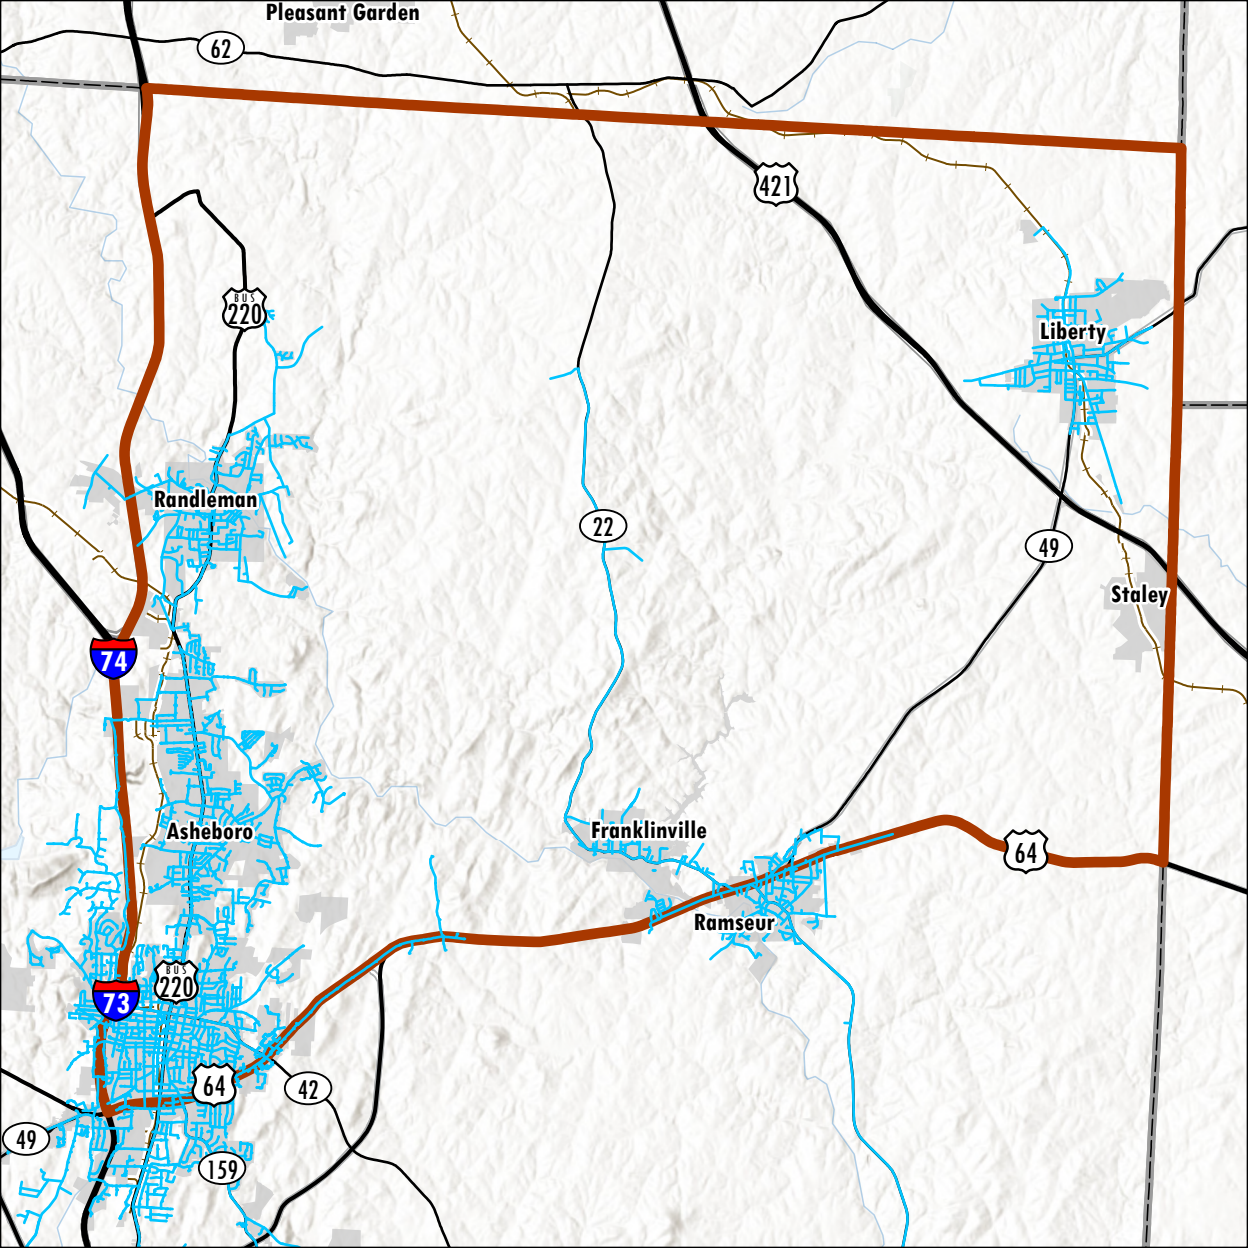 Pleasant Garden
62
421
BUS
220
Liberty
Randleman
22
49
Staley
74
Asheboro
Franklinville
64
Ramseur
BUS
220
73
64
42
49
159